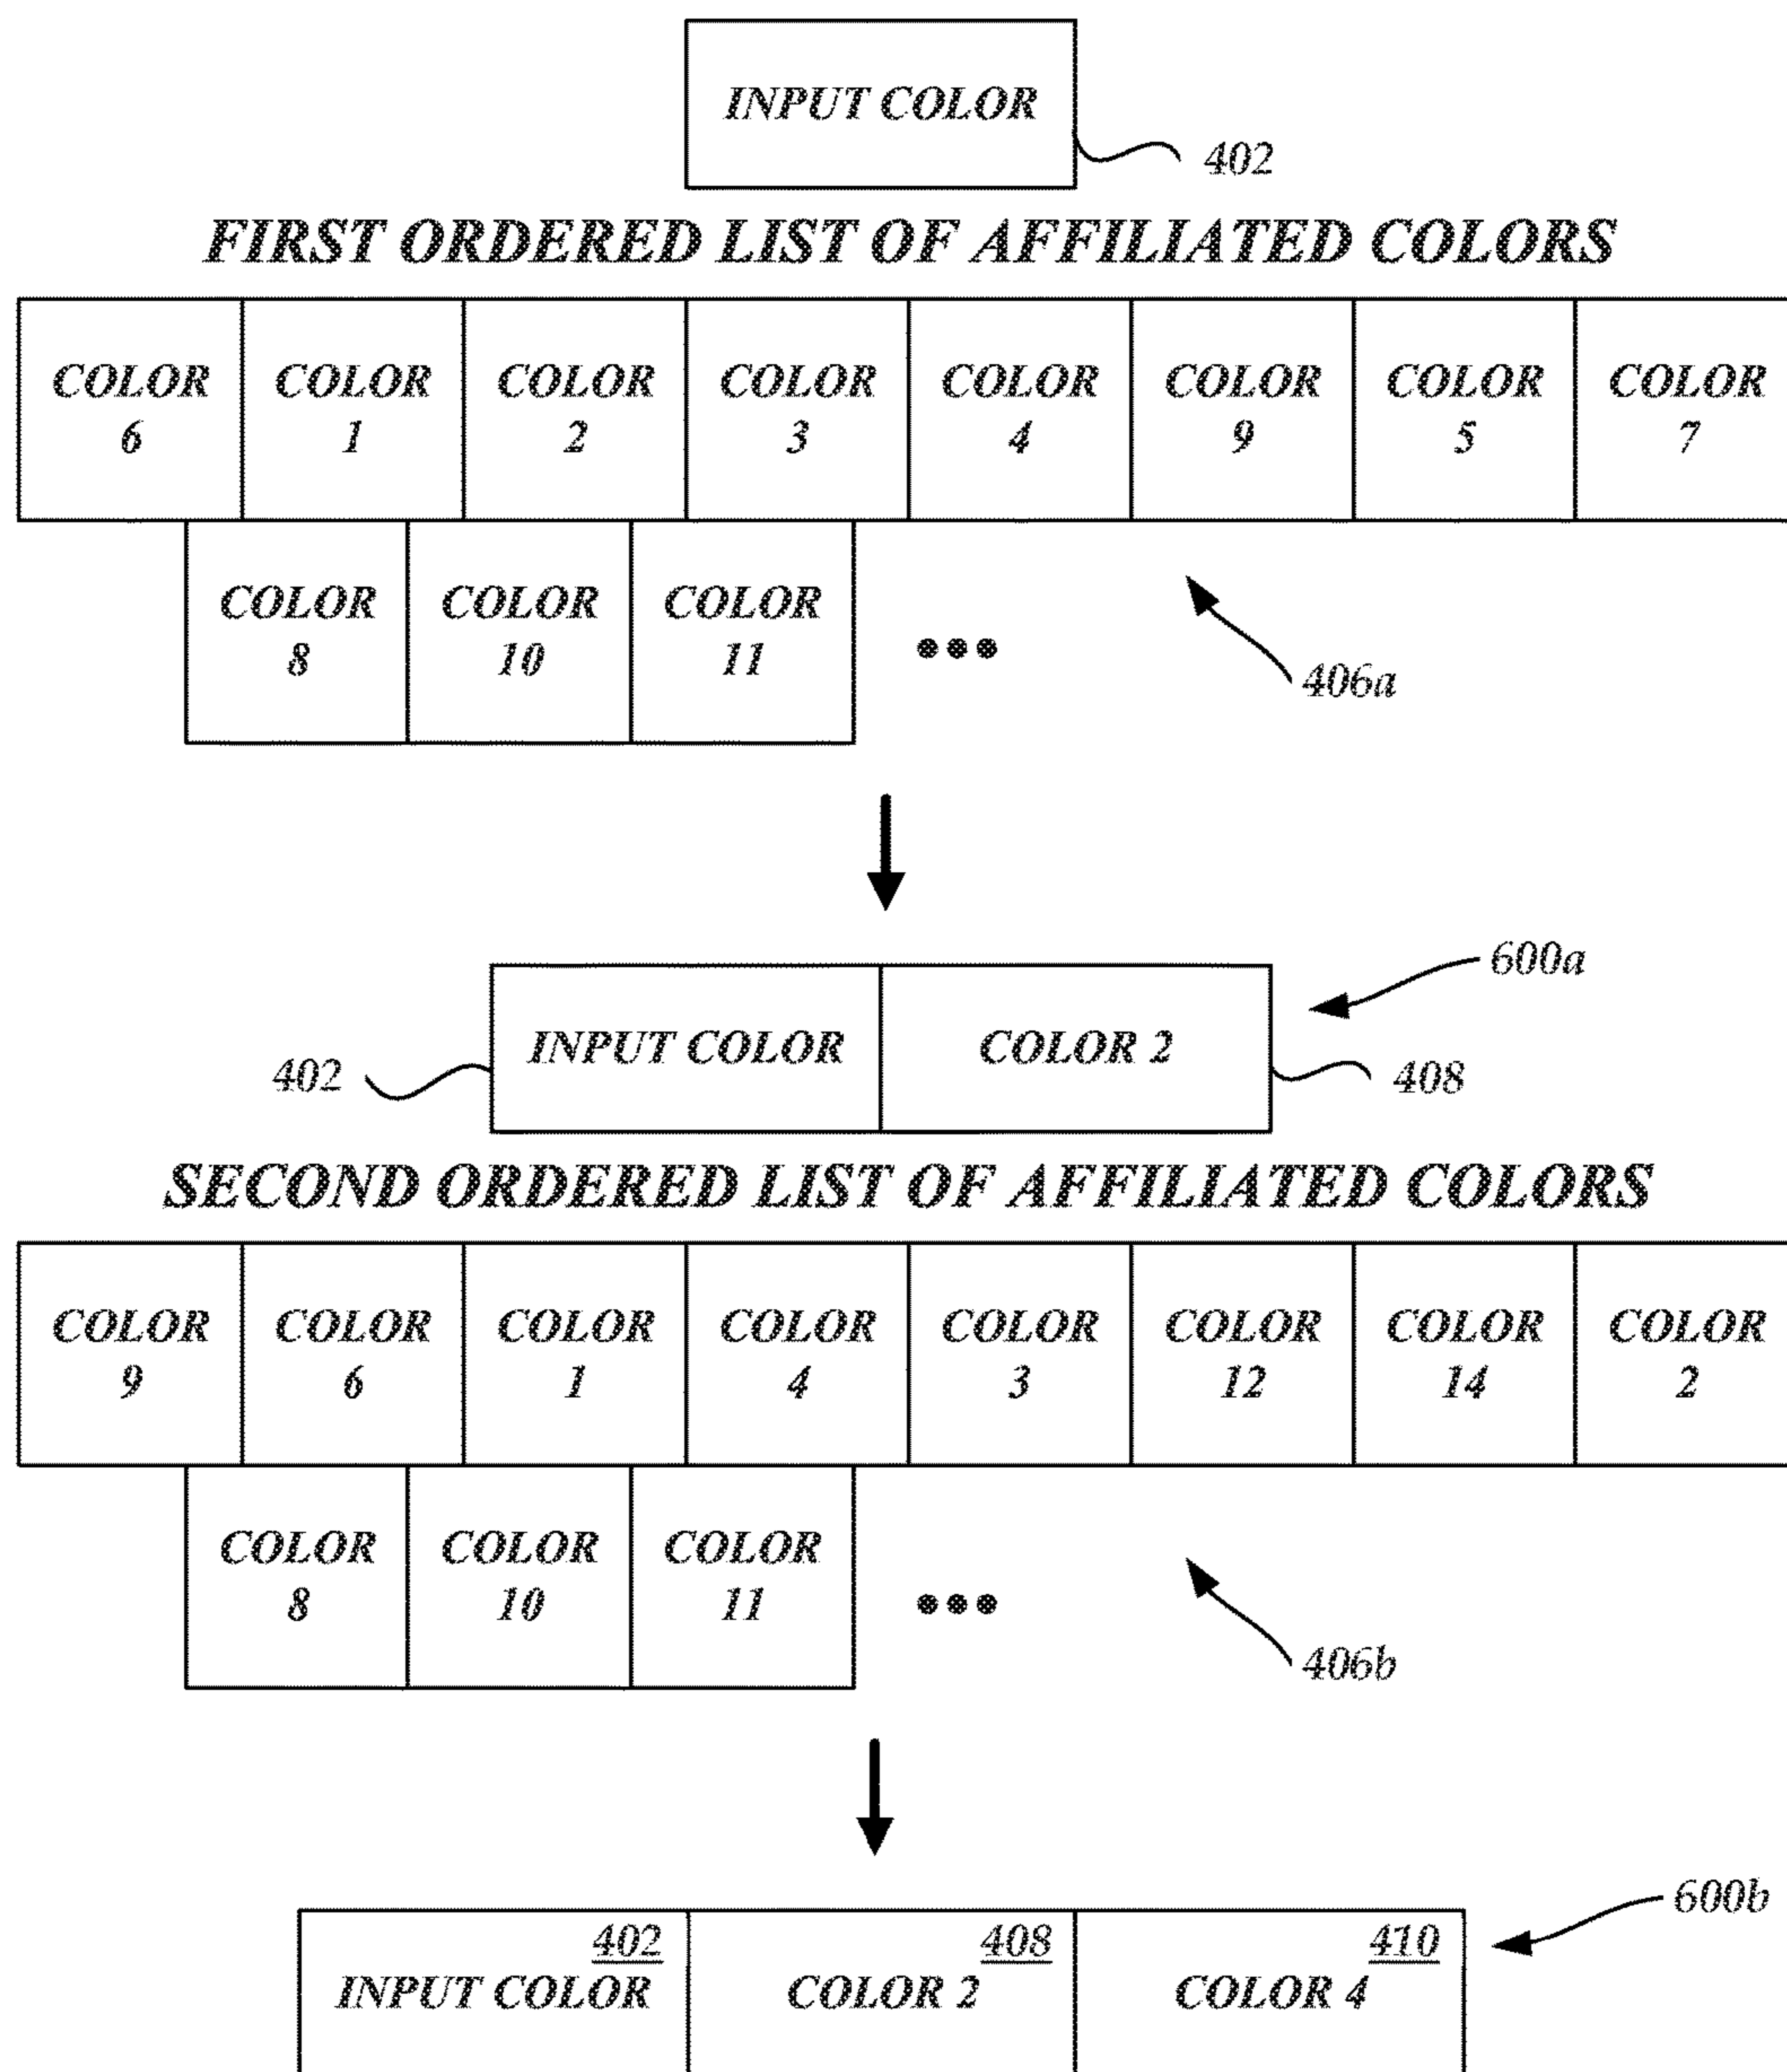 INPUT COLOR
402
FIRST ORDERED LIST OF AFFILIATED COLORS
COLOR COLOR COLOR COLOR COLOR COLOR COLOR COLOR
6 1 2 3 4 9 5 7
COLOR COLOR COLOR
8 10 11
•••
406a
600a
INPUT COLOR COLOR 2
402
408
SECOND ORDERED LIST OF AFFILIATED COLORS
COLOR COLOR COLOR COLOR COLOR COLOR COLOR COLOR
9 6 1 4 3 12 14 2
COLOR COLOR COLOR
8 10 11
•••
406b
600b
402 408 410
INPUT COLOR COLOR 2 COLOR 4